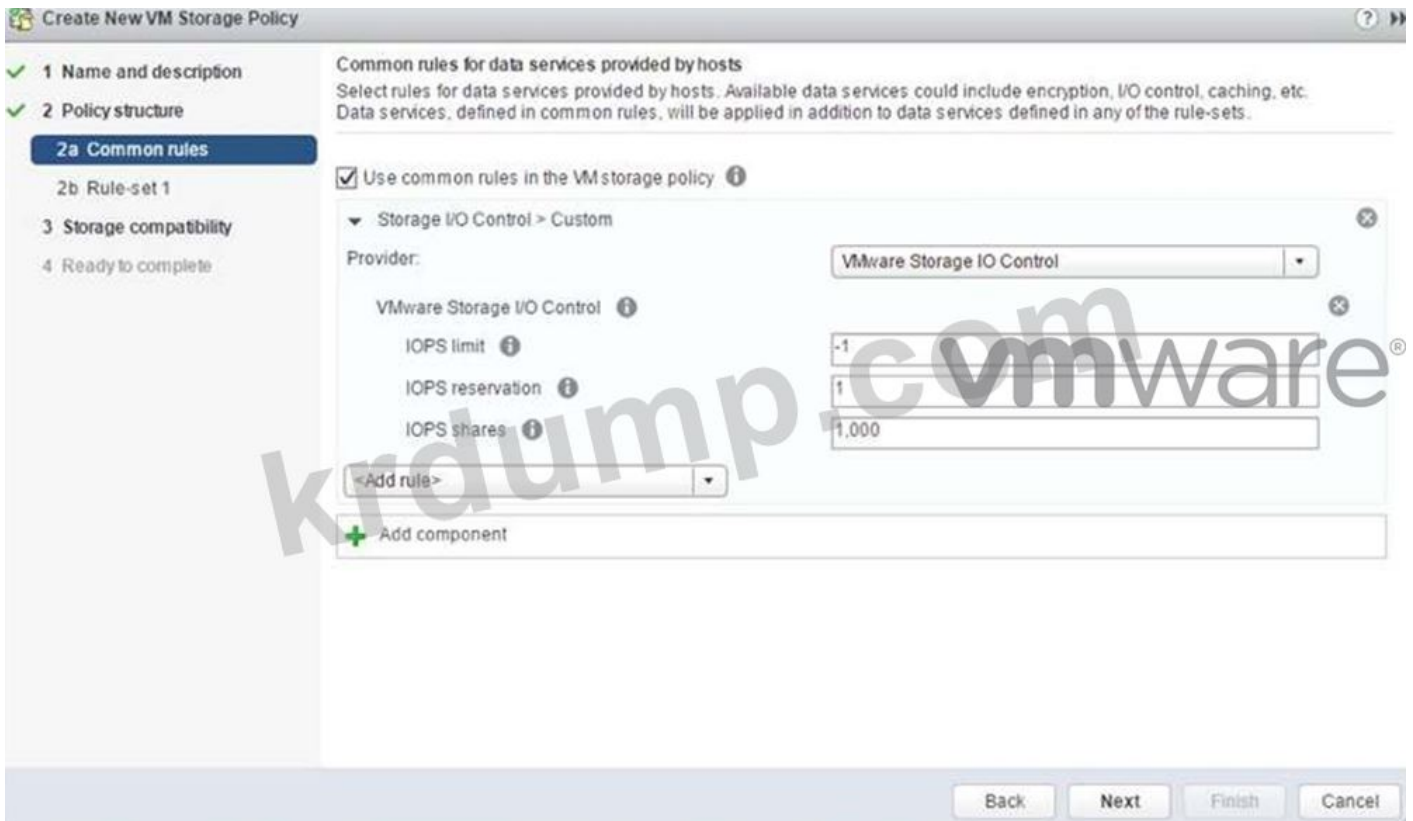 Create New VM Storage Policy
1 Name and description
2 Policy structure
2a Common rules
2b Rule-set 1
3 Storage compatibility
4 Ready to complete
Common rules for data services provided by hosts
Select rules for data services provided by hosts. Available data services could include encryption, I/O control, caching, etc.
Data services, defined in common rules, will be applied in addition to data services defined in any of the rule-sets.
Use common rules in the VM storage policy
Storage I/O Control > Custom
Provider: VMware Storage IO Control
VMware Storage I/O Control
IOPS limit -1
IOPS reservation 1
IOPS shares 1,000
<Add rule>
Add component
Back Next Finish Cancel
krdump.com
vmware®